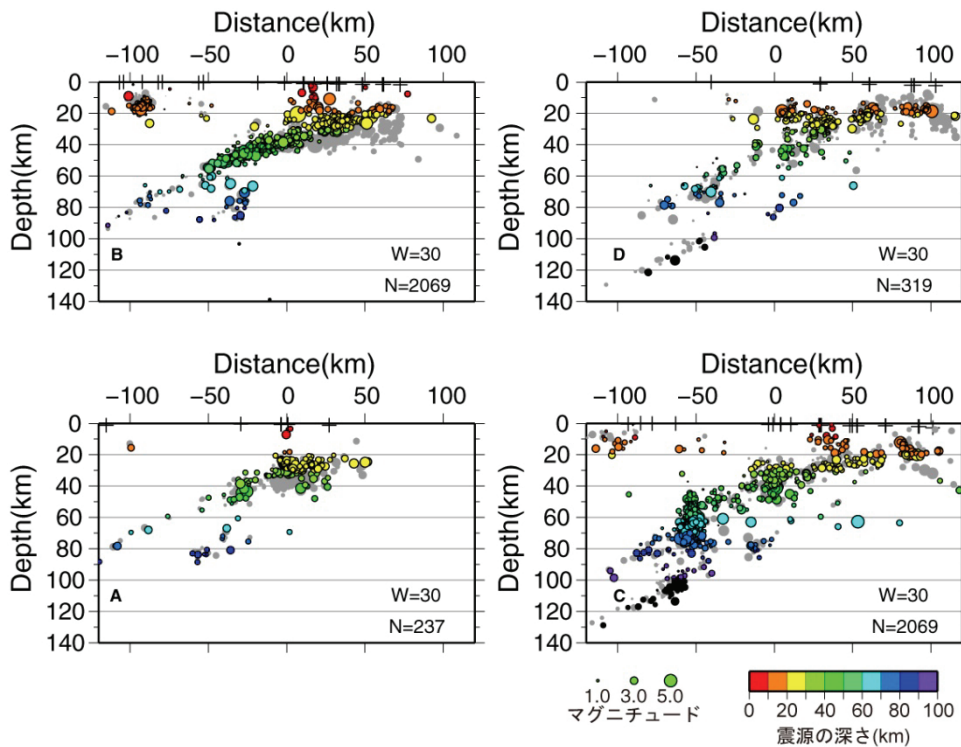 Distance(km)
−100 −50 0 50 100
Depth(km)
0
20
40
60
80
100
120
140
B
W=30
N=2069
Distance(km)
−100 −50 0 50 100
Depth(km)
0
20
40
60
80
100
120
140
D
W=30
N=319
Distance(km)
−100 −50 0 50 100
Depth(km)
0
20
40
60
80
100
120
140
A
W=30
N=237
Distance(km)
−100 −50 0 50 100
Depth(km)
0
20
40
60
80
100
120
140
C
W=30
N=2069
1.0 3.0 5.0
マグニチュード
0 20 40 60 80 100
震源の深さ(km)